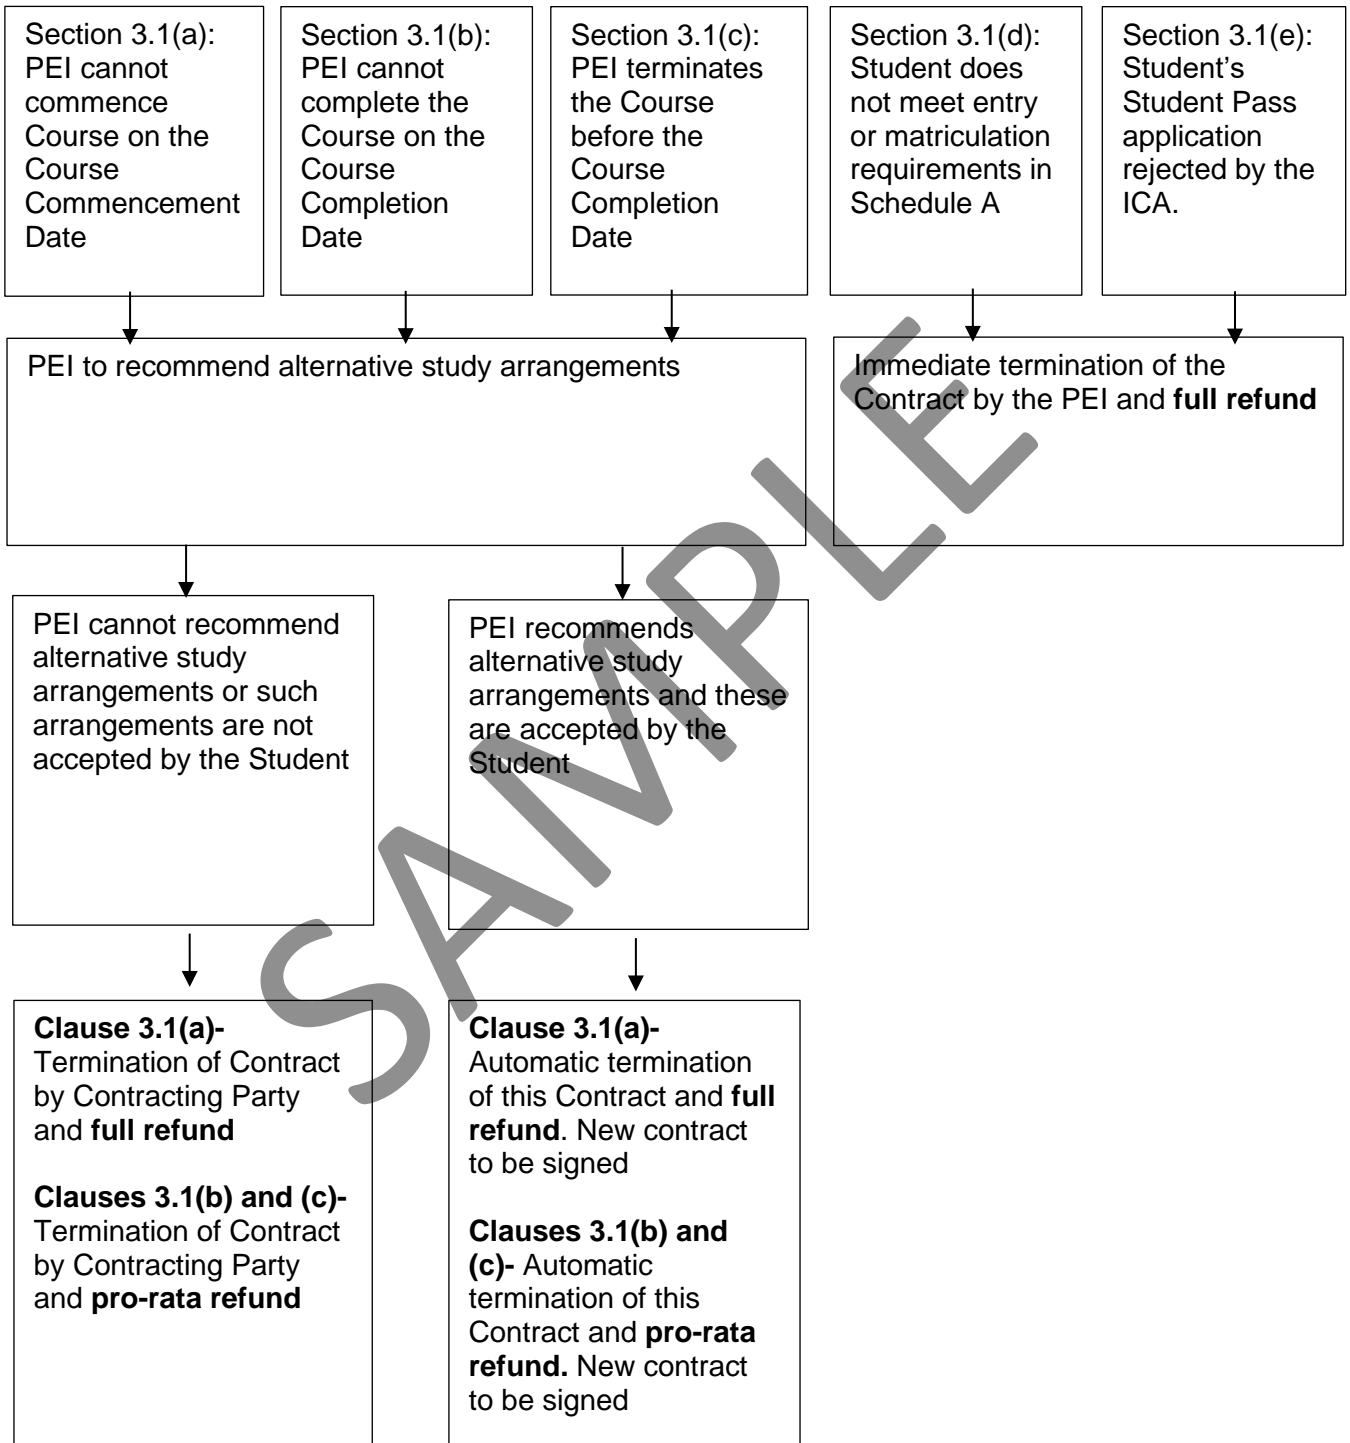 Section 3.1(a):
PEI cannot
commence
Course on the
Course
Commencement
Date
Section 3.1(b):
PEI cannot
complete the
Course on the
Course
Completion
Date
Section 3.1(c):
PEI terminates
the Course
before the
Course
Completion
Date
Section 3.1(d):
Student does
not meet entry
or matriculation
requirements in
Schedule A
Section 3.1(e):
Student's
Student Pass
application
rejected by the
ICA.
PEI to recommend alternative study arrangements
Immediate termination of the
Contract by the PEI and full refund
PEI cannot recommend
alternative study
arrangements or such
arrangements are not
accepted by the Student
PEI recommends
alternative study
arrangements and these
are accepted by the
Student
Clause 3.1(a)-
Termination of Contract
by Contracting Party
and full refund
Clauses 3.1(b) and (c)-
Termination of Contract
by Contracting Party
and pro-rata refund
Clause 3.1(a)-
Automatic termination
of this Contract and full
refund. New contract
to be signed
Clauses 3.1(b) and
(c)- Automatic
termination of this
Contract and pro-rata
refund. New contract
to be signed
SAMPLE